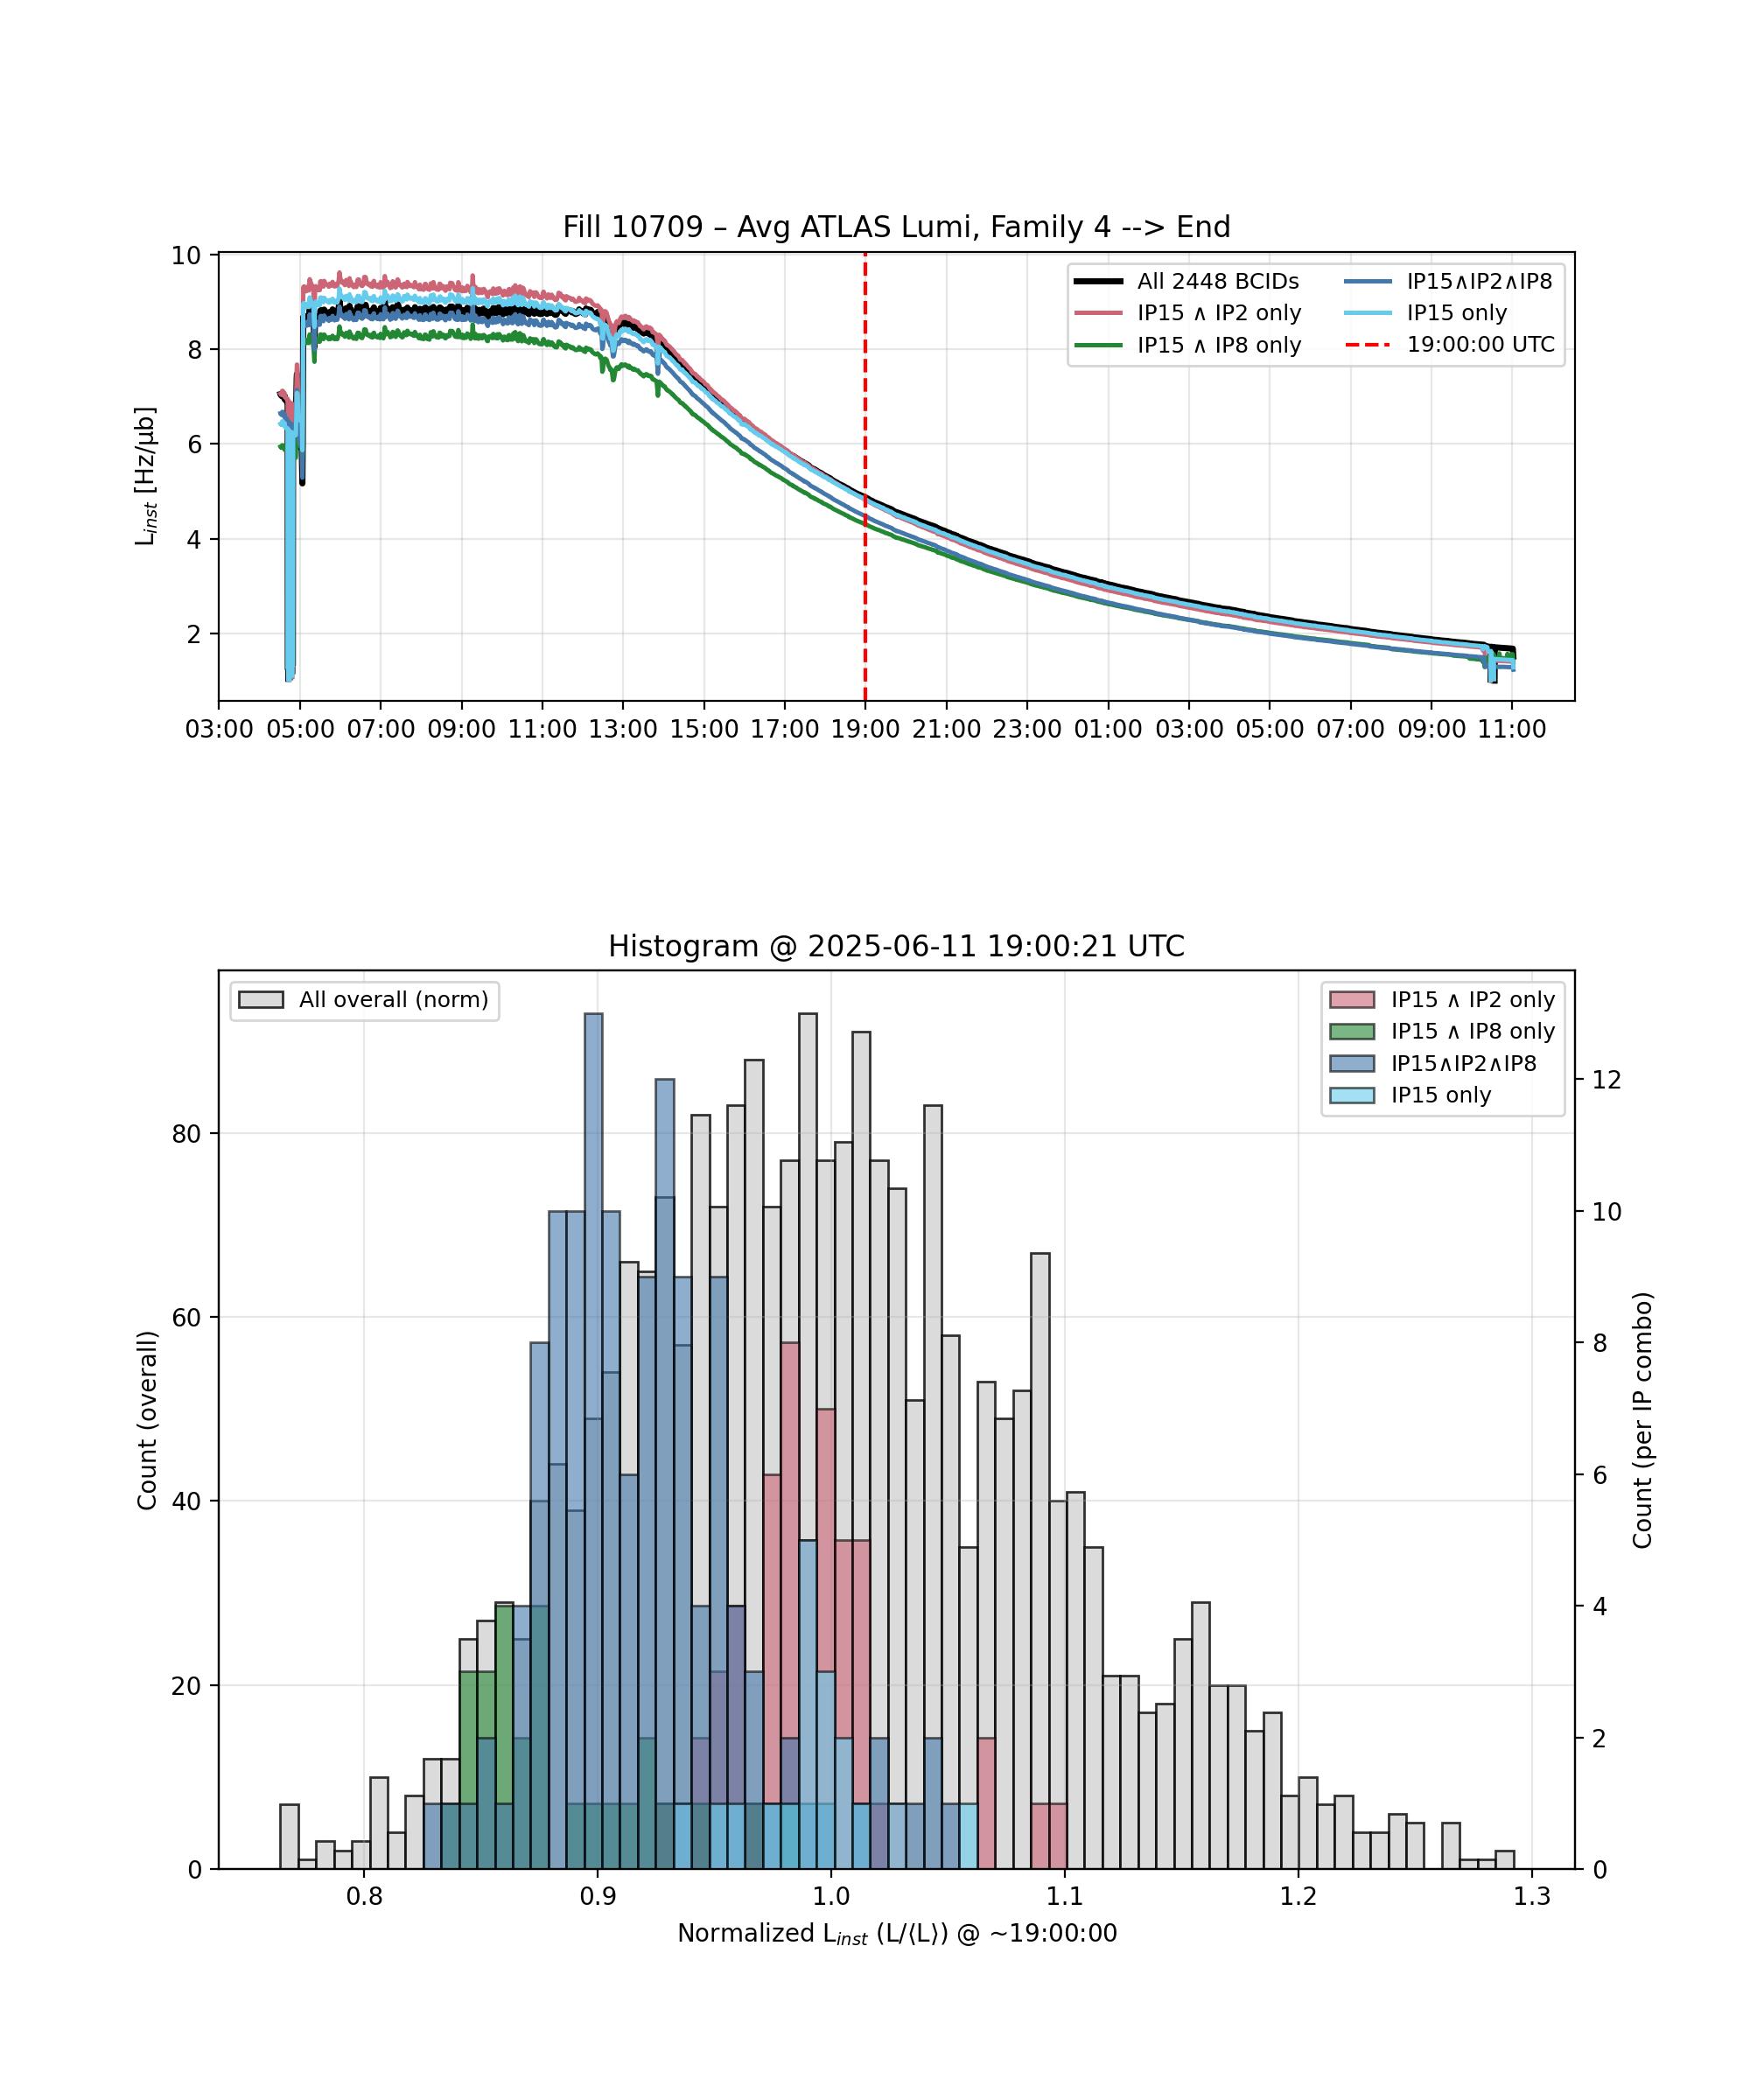 Fill 10709 – Avg ATLAS Lumi, Family 4 --> End
L_inst [Hz/μb]
10
8
6
4
2
All 2448 BCIDs
IP15 ∧ IP2 only
IP15 ∧ IP8 only
IP15∧IP2∧IP8
IP15 only
19:00:00 UTC
03:00 05:00 07:00 09:00 11:00 13:00 15:00 17:00 19:00 21:00 23:00 01:00 03:00 05:00 07:00 09:00 11:00
Histogram @ 2025-06-11 19:00:21 UTC
All overall (norm)
IP15 ∧ IP2 only
IP15 ∧ IP8 only
IP15∧IP2∧IP8
IP15 only
Count (overall)
80
60
40
20
0
Count (per IP combo)
12
10
8
6
4
2
0
0.8 0.9 1.0 1.1 1.2 1.3
Normalized L_inst (L/⟨L⟩) @ ~19:00:00